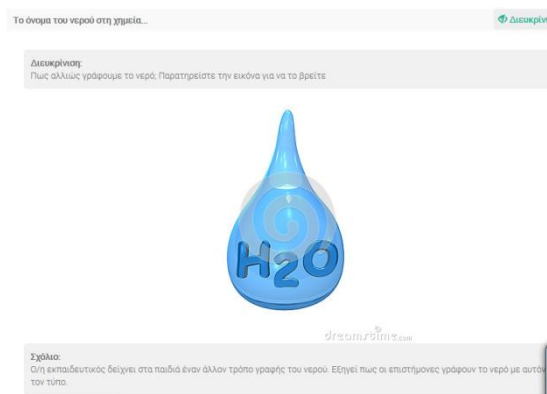 Το όνομα του νερού στη χημεία...
Διευκρίνι
Διευκρίνιση:
Πως αλλιώς γράφουμε το νερό; Παρατηρείστε την εικόνα για να το βρείτε
H2O
dreamstime.com
Σχόλιο:
Ο/η εκπαιδευτικός δείχνει στα παιδιά έναν άλλον τρόπο γραφής του νερού. Εξηγεί πως οι επιστήμονες γράφουν το νερό με αυτόν
τον τύπο.